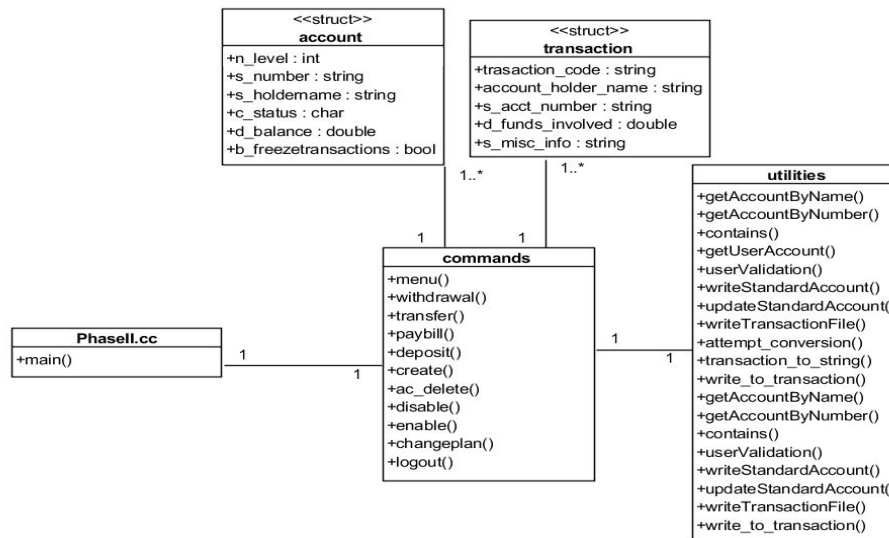 <<struct>>
account
+n_level : int
+s_number : string
+s_holdername : string
+c_status : char
+d_balance : double
+b_freezetransactions : bool
<<struct>>
transaction
+trasaction_code : string
+account_holder_name : string
+s_acct_number : string
+d_funds_involved : double
+s_misc_info : string
1..*
1..*
1
1
utilities
+getAccountByName()
+getAccountByNumber()
+contains()
+getUserAccount()
+userValidation()
+writeStandardAccount()
+updateStandardAccount(
+writeTransactionFile()
+attempt_conversion()
+transaction_to_string()
+write_to_transaction()
+getAccountByName()
+getAccountByNumber()
+contains()
+userValidation()
+writeStandardAccount()
+updateStandardAccount(
+writeTransactionFile()
+write_to_transaction()
commands
+menu()
+withdrawal()
+transfer()
+paybill()
+deposit()
+create()
+ac_delete()
+disable()
+enable()
+changeplan()
+logout()
1
1
PhaseII.cc
+main()
1
1